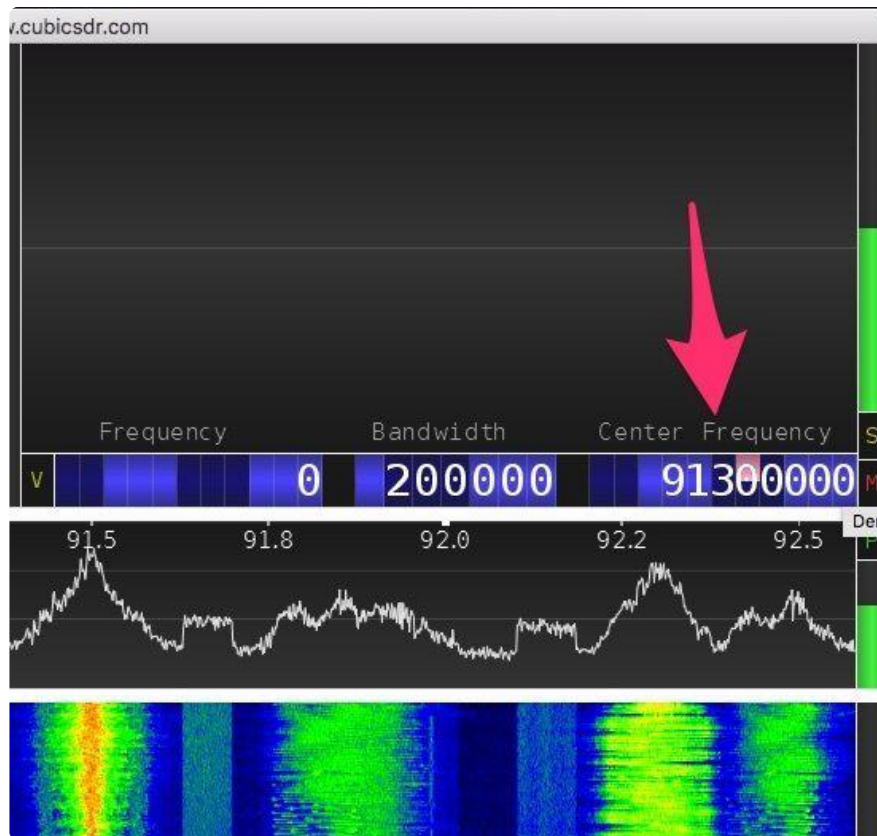 .cubicsdr.com
Frequency Bandwidth Center Frequency S
V 0 200000 91300000 M
Der
91.5 91.8 92.0 92.2 92.5 P